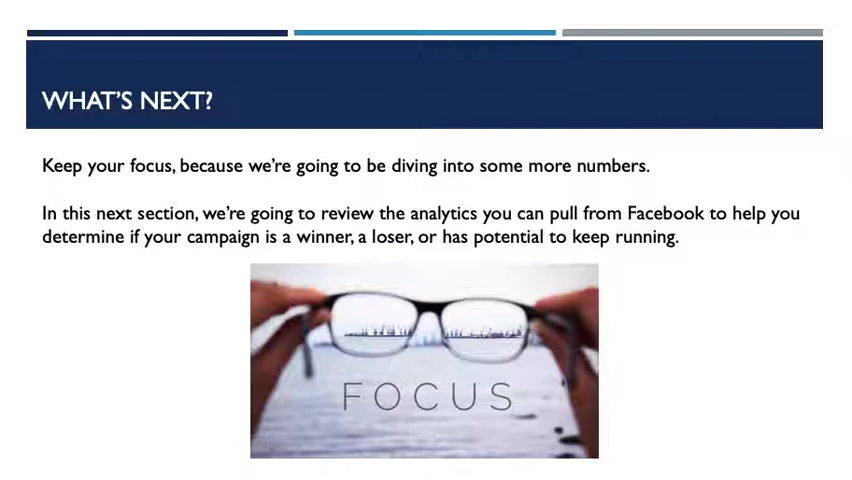 WHAT'S NEXT?
Keep your focus, because we're going to be diving into some more numbers.
In this next section, we're going to review the analytics you can pull from Facebook to help you
determine if your campaign is a winner, a loser, or has potential to keep running.
FOCUS